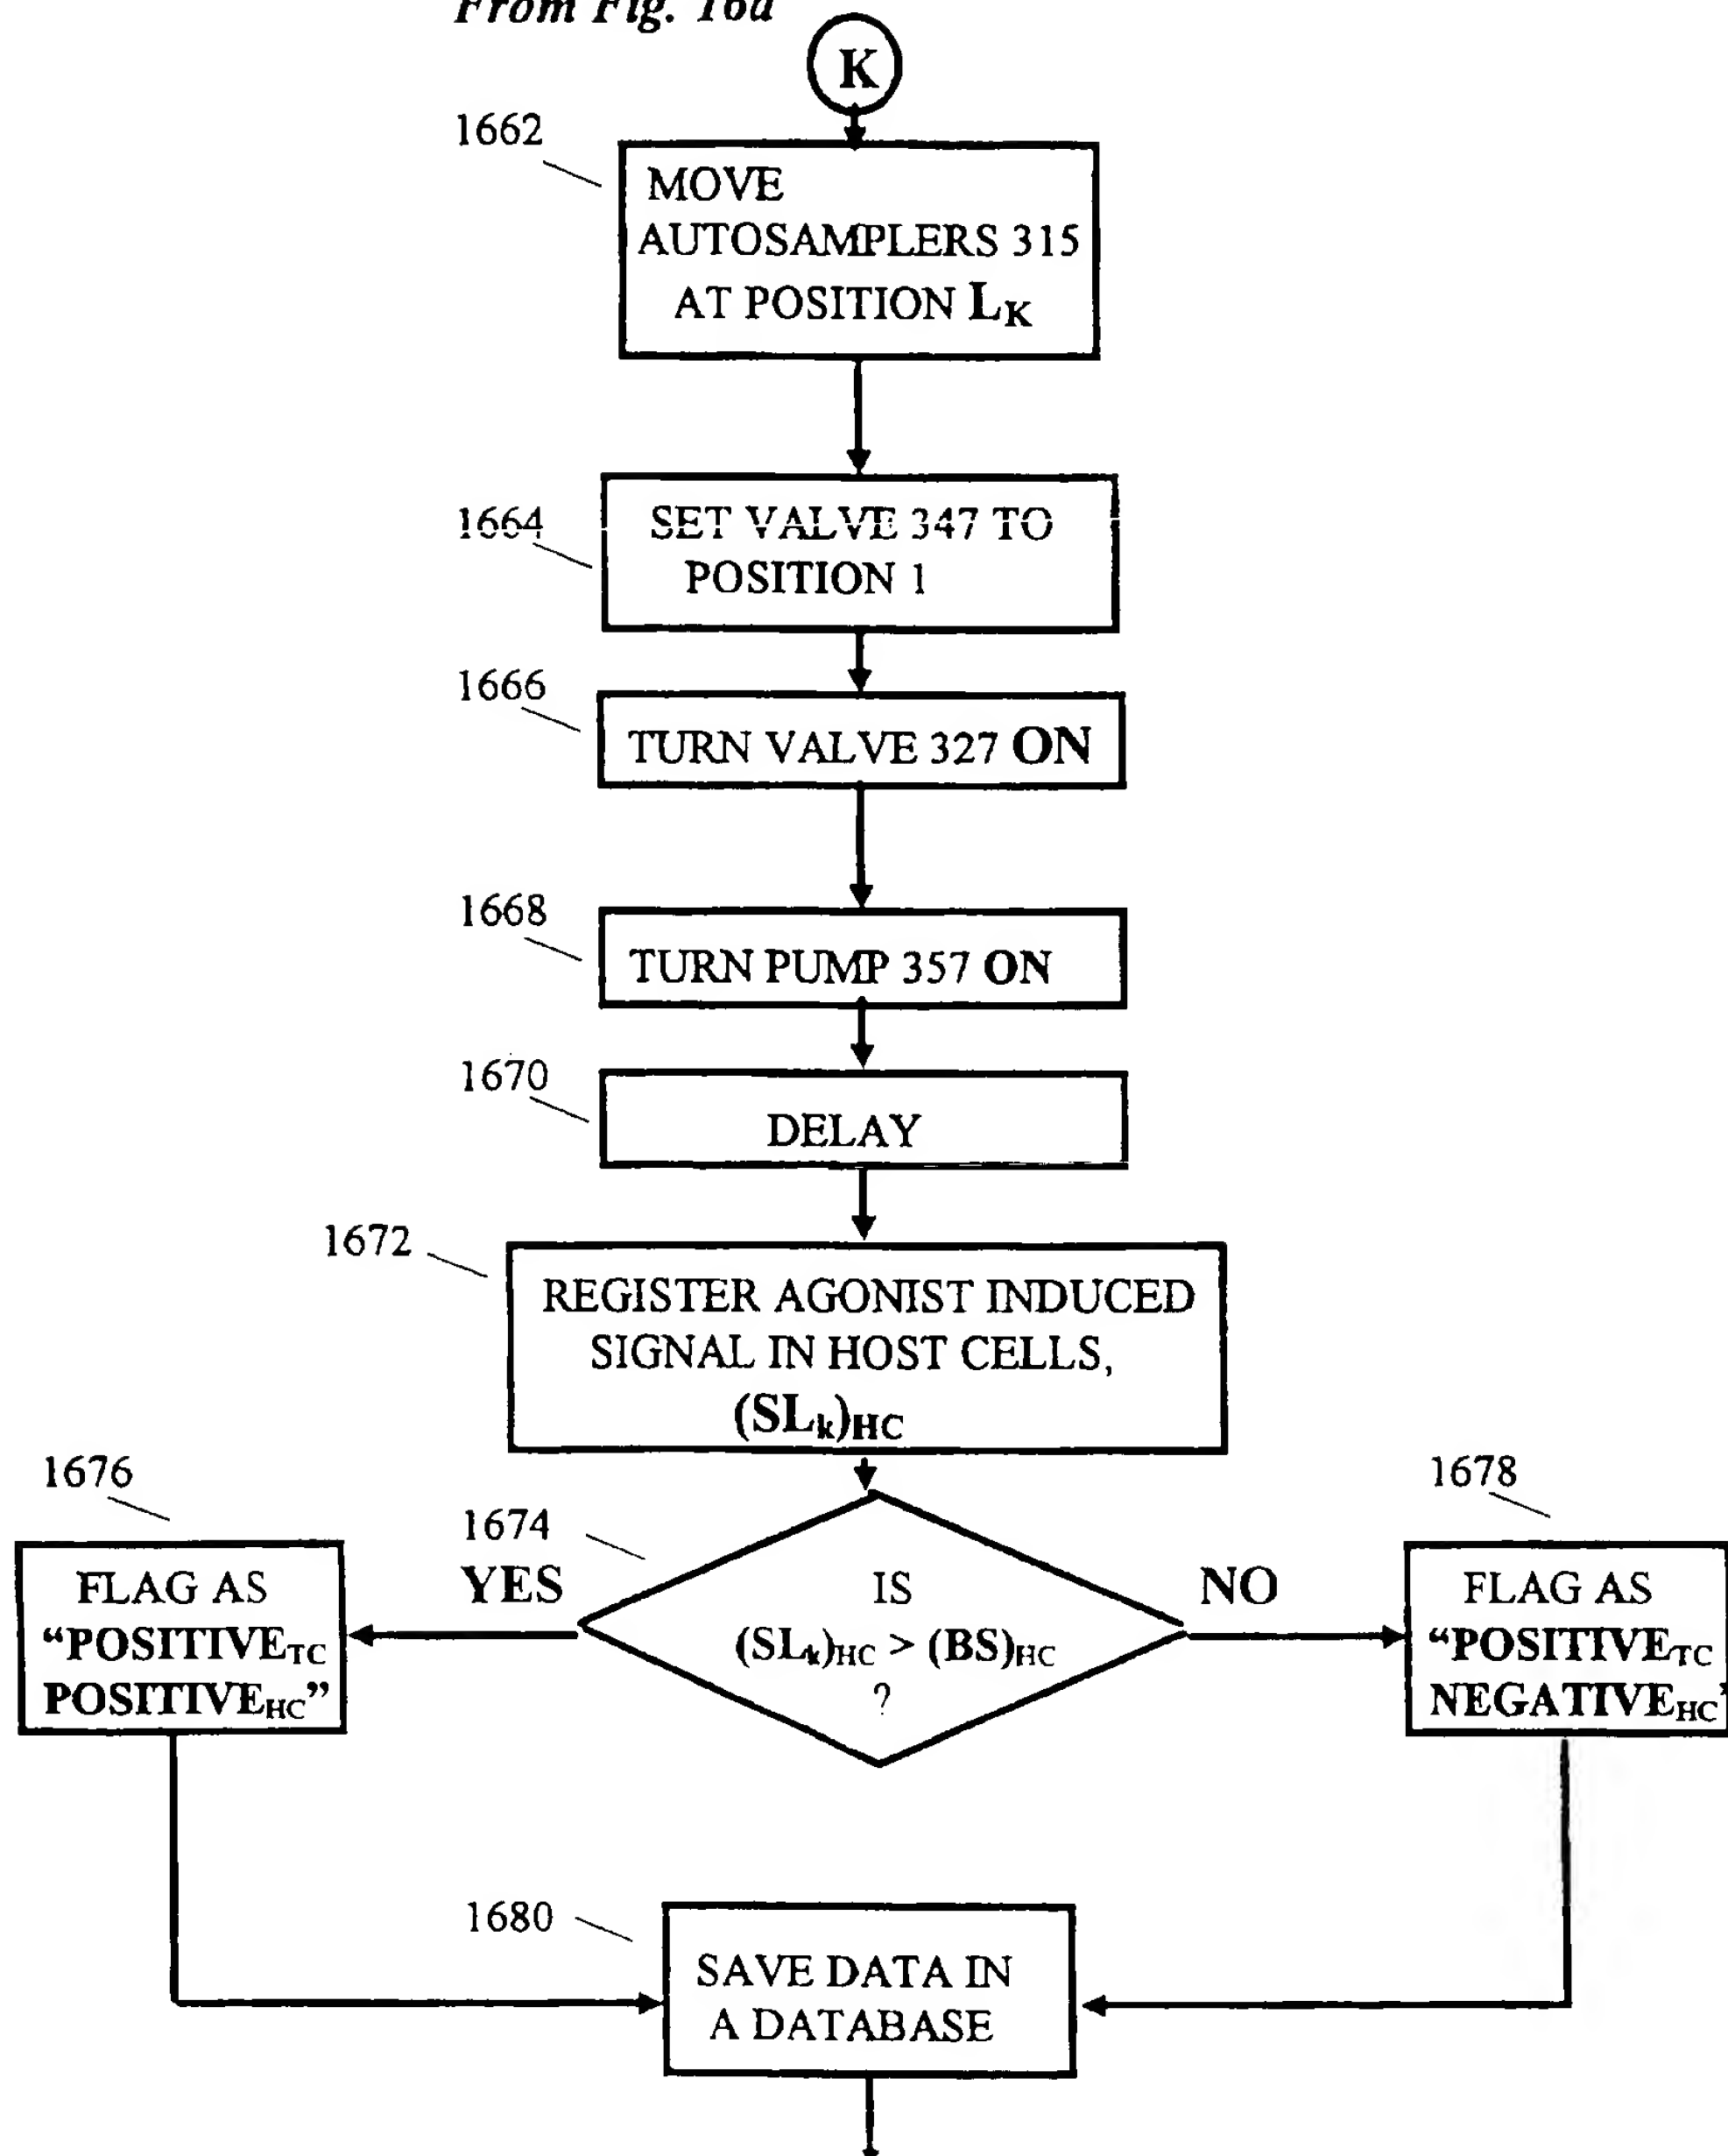 From Fig. 16a
K
1662
MOVE
AUTOSAMPLERS 315
AT POSITION LK
1664
SET VALVE 347 TO
POSITION 1
1666
TURN VALVE 327 ON
1668
TURN PUMP 357 ON
1670
DELAY
1672
REGISTER AGONIST INDUCED
SIGNAL IN HOST CELLS,
(SLk)HC
1676
1678
1674
YES
NO
FLAG AS
“POSITIVETC
POSITIVEHC”
IS
(SLk)HC > (BS)HC
?
FLAG AS
“POSITIVETC
NEGATIVEHC’
1680
SAVE DATA IN
A DATABASE